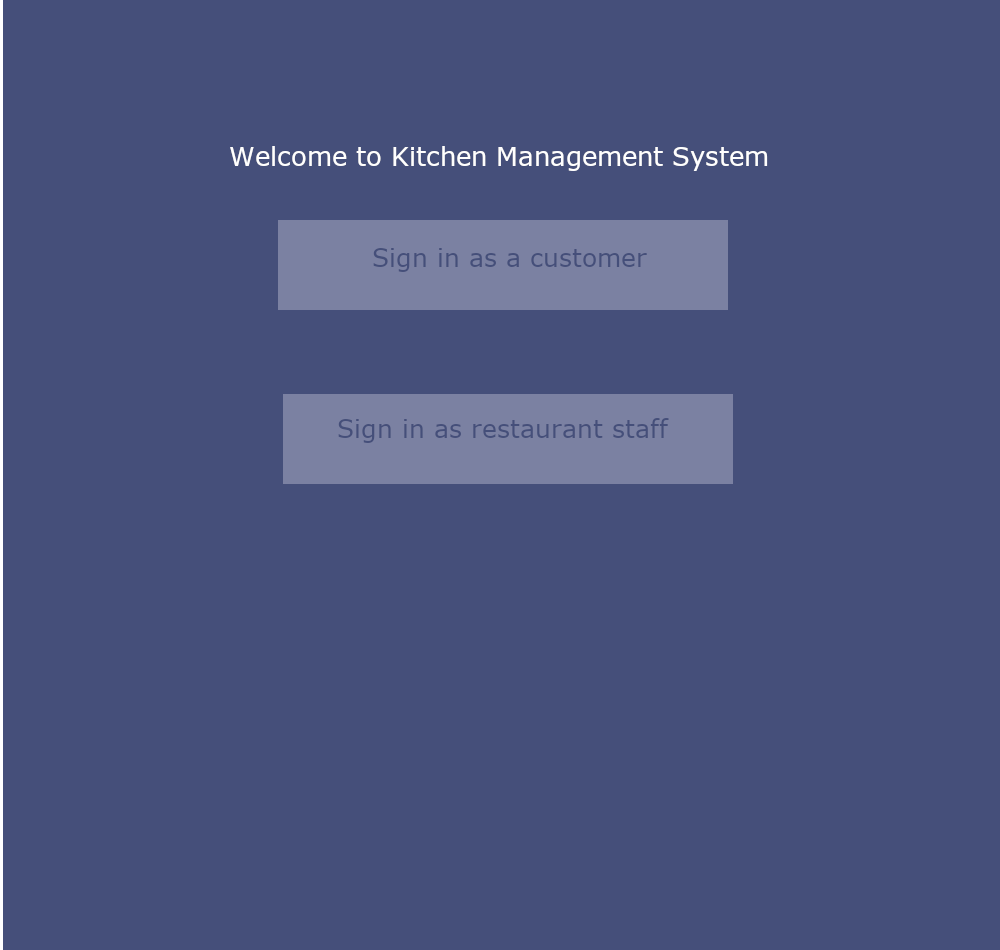 Welcome to Kitchen Management System
Sign in as a customer
Sign in as restaurant staff